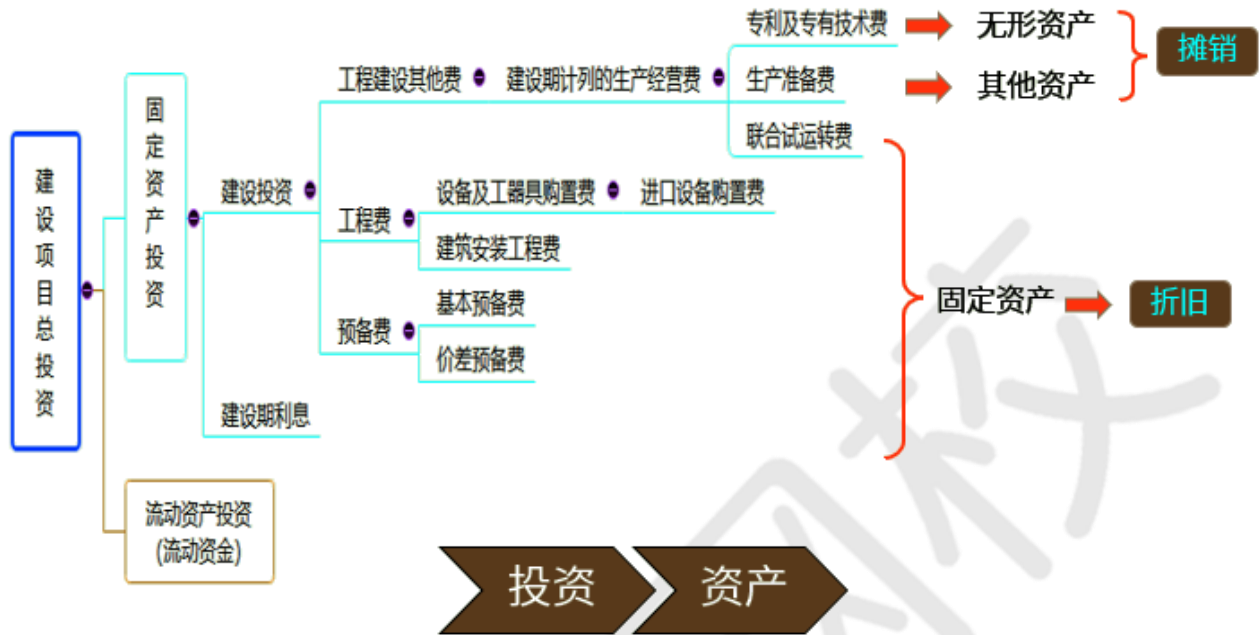 建设项目总投资
固定资产投资
建设投资
工程建设其他费
建设期计列的生产经营费
专利及专有技术费
无形资产
摊销
生产准备费
其他资产
联合试运转费
工程费
设备及工器具购置费
进口设备购置费
建筑安装工程费
预备费
基本预备费
价差预备费
固定资产
折旧
建设期利息
流动资产投资
(流动资金)
投资
资产
网校